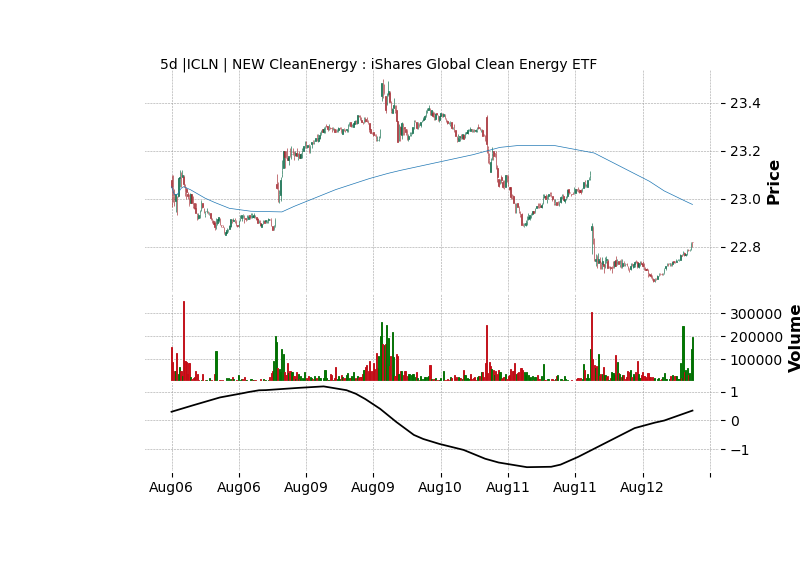 5d |ICLN | NEW CleanEnergy : iShares Global Clean Energy ETF
23.4
23.2
23.0
22.8
Price
300000
200000
100000
Volume
1
0
−1
Aug06 Aug06 Aug09 Aug09 Aug10 Aug11 Aug11 Aug12